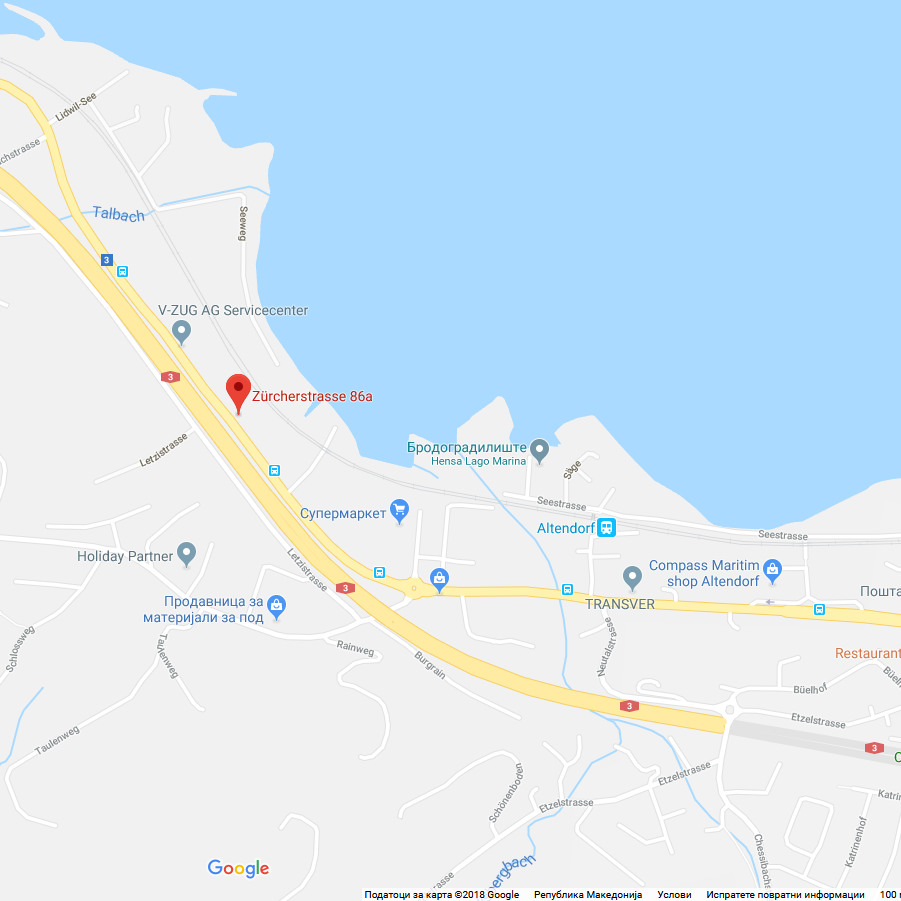 Lidwil-See
chstrasse
Talbach
Seeweg
3
V-ZUG AG Servicecenter
3
Zürcherstrasse 86a
Letzistrasse
Бродоградилиште
Hensa Lago Marina
Säge
Seestrasse
Супермаркет
Altendorf
Seestrasse
Holiday Partner
Letzistrasse
3
Compass Maritim
shop Altendorf
TRANSVER
Пошта
Продавница за
материјали за под
Schlossweg
Taulenweg
Rainweg
Burgrain
Neutalstrasse
Restaurant
Büelhof
Büelh
3
Etzelstrasse
3
Taulenweg
Schönenboden
Etzelstrasse
Etzelstrasse
Katrin
Katrinenhof
Chessibachs
ergbach
Google
Податоци за карта ©2018 Google Република Македонија Услови Испратете повратни информации 100